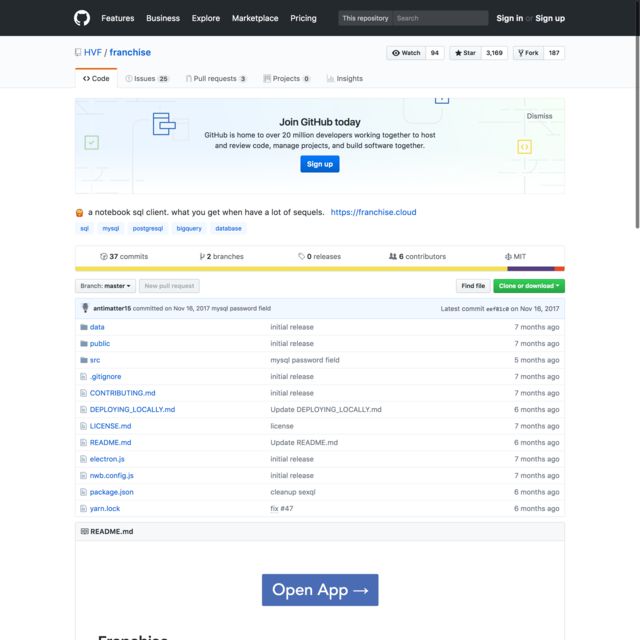 Features Business Explore Marketplace Pricing This repository Search Sign in or Sign up
HVF / franchise Watch 94 Star 3,169 Fork 187
Code Issues 25 Pull requests 3 Projects 0 Insights
Join GitHub today Dismiss
GitHub is home to over 20 million developers working together to host
and review code, manage projects, and build software together.
Sign up
a notebook sql client. what you get when have a lot of sequels. https://franchise.cloud
sql mysql postgresql bigquery database
37 commits 2 branches 0 releases 6 contributors MIT
Branch: master New pull request Find file Clone or download
antimatter15 committed on Nov 16, 2017 mysql password field Latest commit eef01c0 on Nov 16, 2017
data initial release 7 months ago
public initial release 7 months ago
src mysql password field 5 months ago
.gitignore initial release 7 months ago
CONTRIBUTING.md initial release 7 months ago
DEPLOYING_LOCALLY.md Update DEPLOYING_LOCALLY.md 6 months ago
LICENSE.md license 7 months ago
README.md Update README.md 6 months ago
electron.js initial release 7 months ago
nwb.config.js initial release 7 months ago
package.json cleanup sexql 6 months ago
yarn.lock fix #47 6 months ago
README.md
Open App →
Franchise